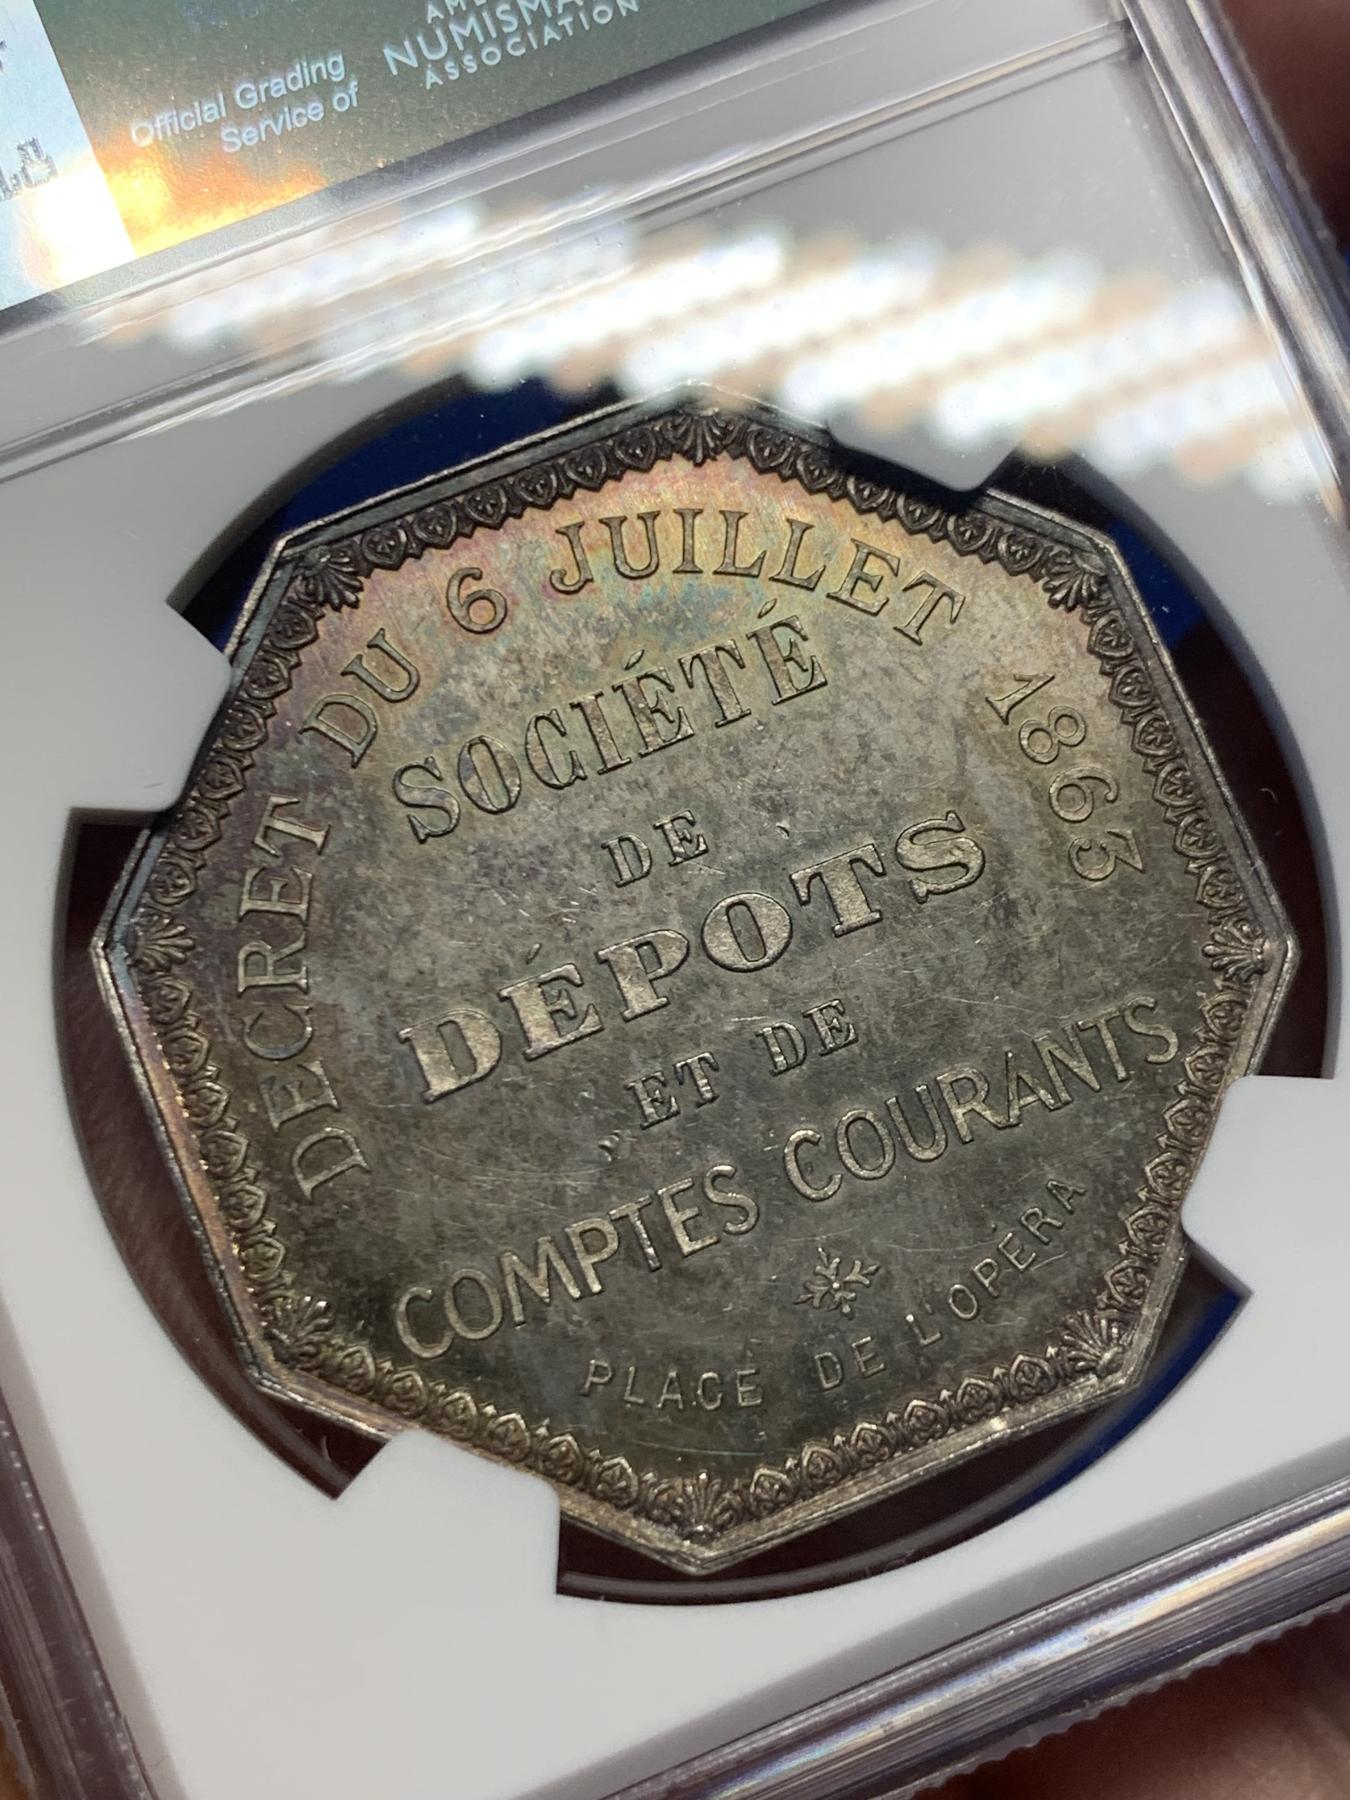 Official Grading
Service of
NUMISMA
ASSOCIATION
DECRET DU 6 JUILLET 1863
SOCIÉTÉ
DE
DÉPOTS
ET DE
COMPTES COURANTS
PLACE DE L'OPÉRA